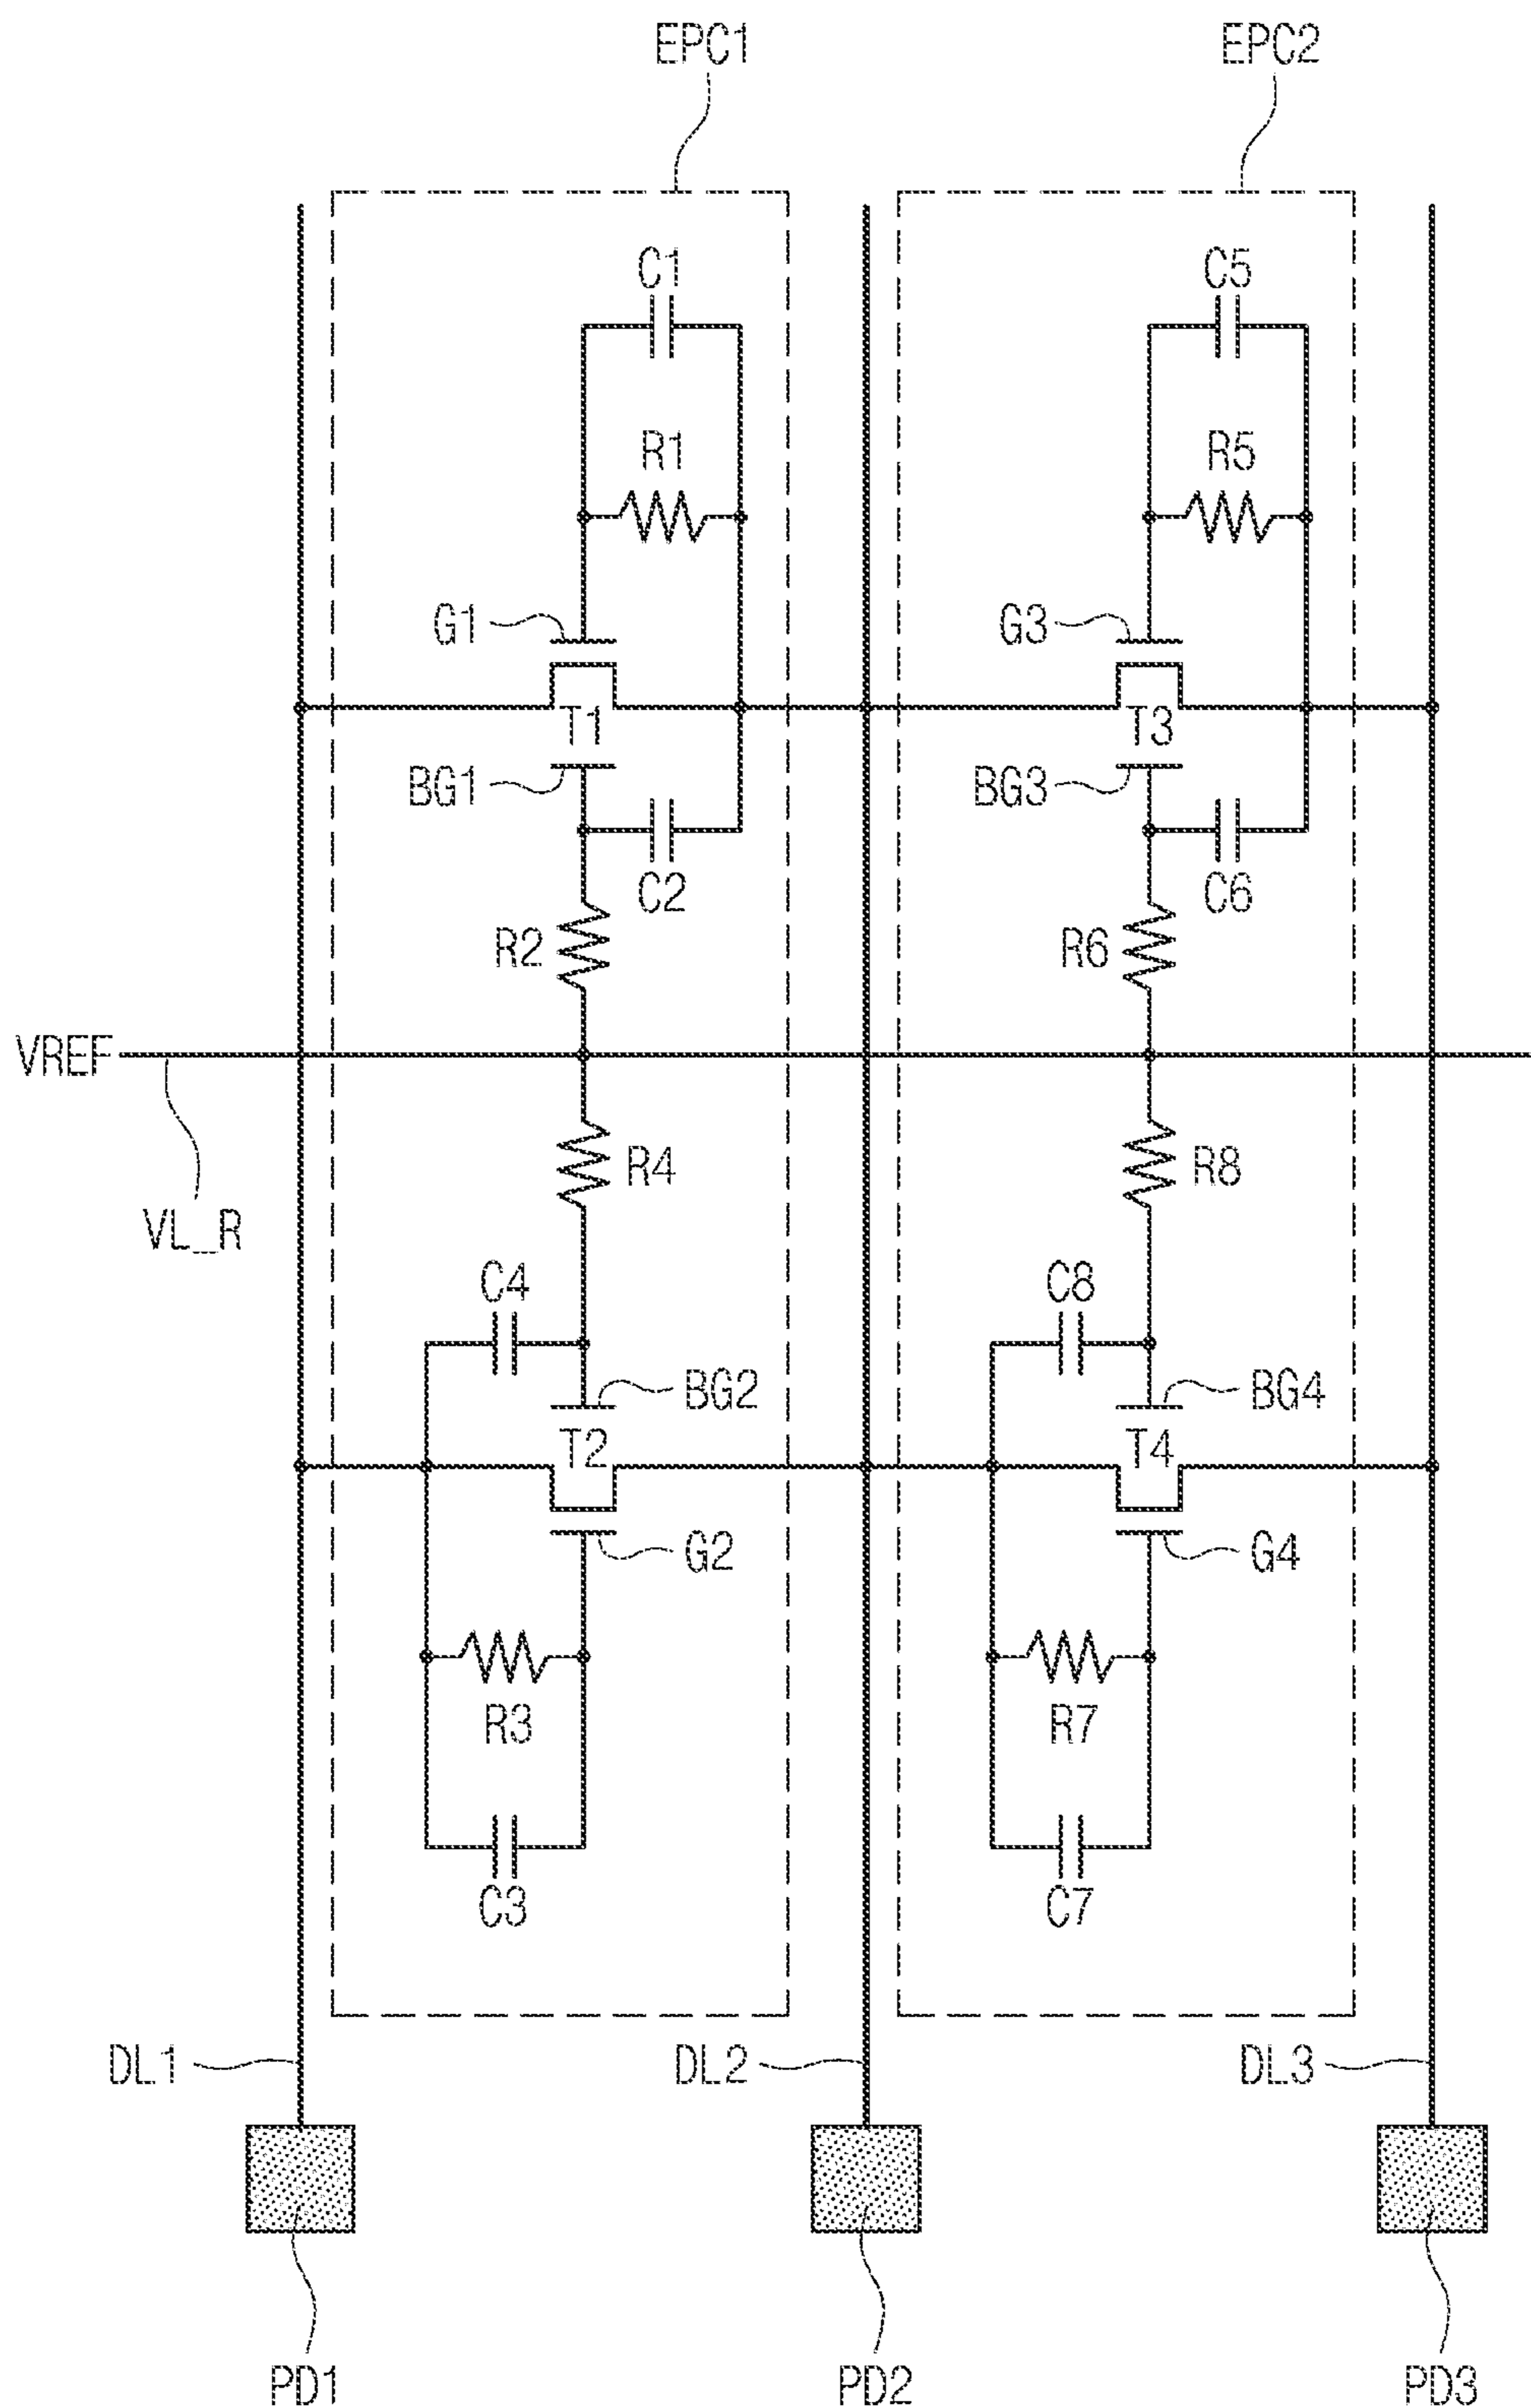 EPC1 EPC2
C1 C5
R1 R5
G1 G3
T1 T3
BG1 BG3
C2 C6
R2 R6
VREF
R4 R8
VL_R
C4 C8
BG2 BG4
T2 T4
G2 G4
R3 R7
C3 C7
DL1 DL2 DL3
PD1 PD2 PD3